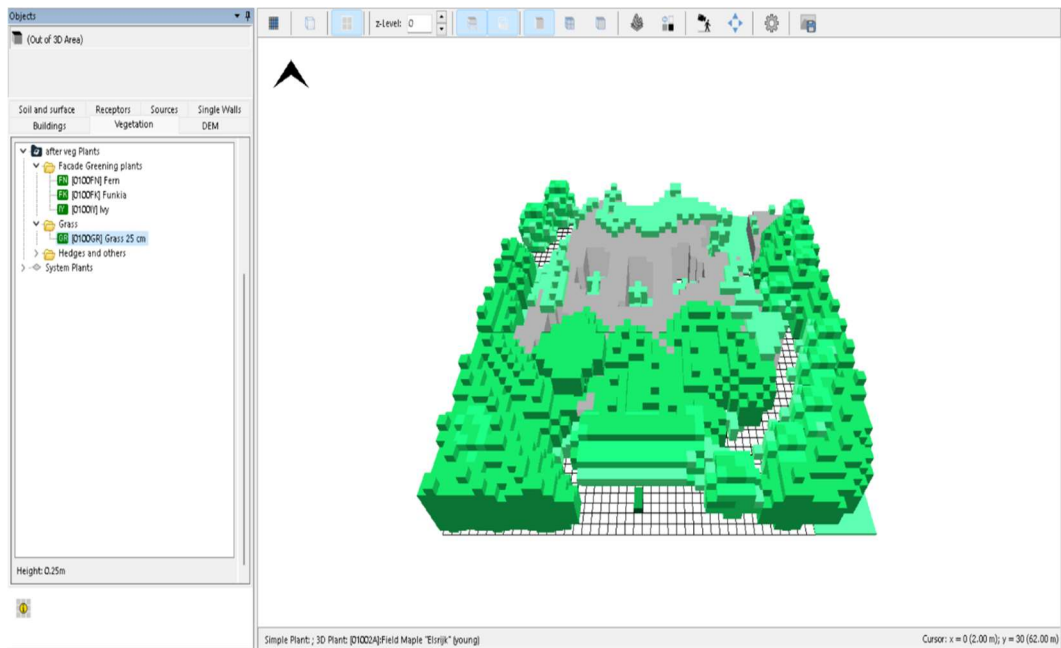 Objects
(Out of 3D Area)
z-Level: 0
Soil and surface Receptors Sources Single Walls
Buildings Vegetation DEM
after veg Plants
Facade Greening plants
FN [0100FN] Fern
FK [0100FK] Funkia
IY [0100IY] Ivy
Grass
GR [0100GR] Grass 25 cm
Hedges and others
System Plants
Height: 0.25m
Simple Plant: ; 3D Plant: [01002A]:Field Maple "Elsrijk" (young)
Cursor: x = 0 (2.00 m); y = 30 (62.00 m)